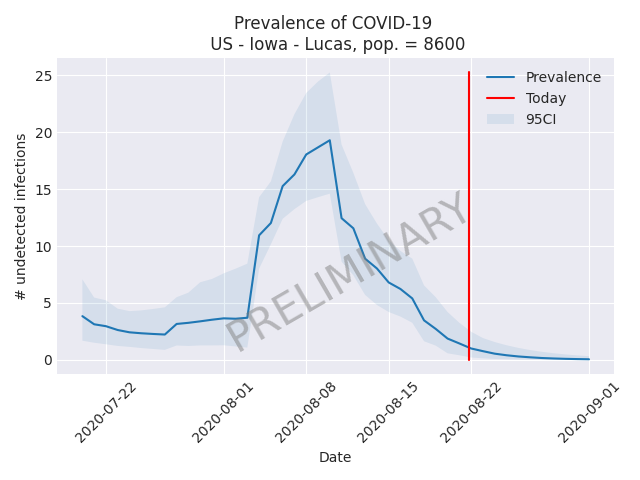 Prevalence of COVID-19
US - Iowa - Lucas, pop. = 8600
# undetected infections
25
20
15
10
5
0
Prevalence
Today
95CI
PRELIMINARY
2020-07-22
2020-08-01
2020-08-08
2020-08-15
2020-08-22
2020-09-01
Date